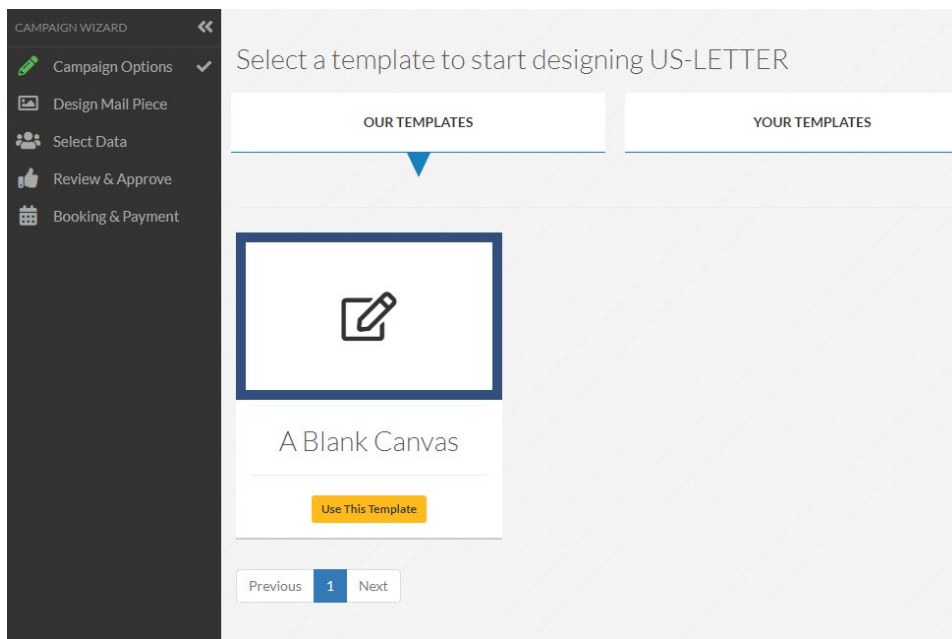 CAMPAIGN WIZARD
Campaign Options
Design Mail Piece
Select Data
Review & Approve
Booking & Payment
Select a template to start designing US-LETTER
OUR TEMPLATES
YOUR TEMPLATES
A Blank Canvas
Use This Template
Previous 1 Next